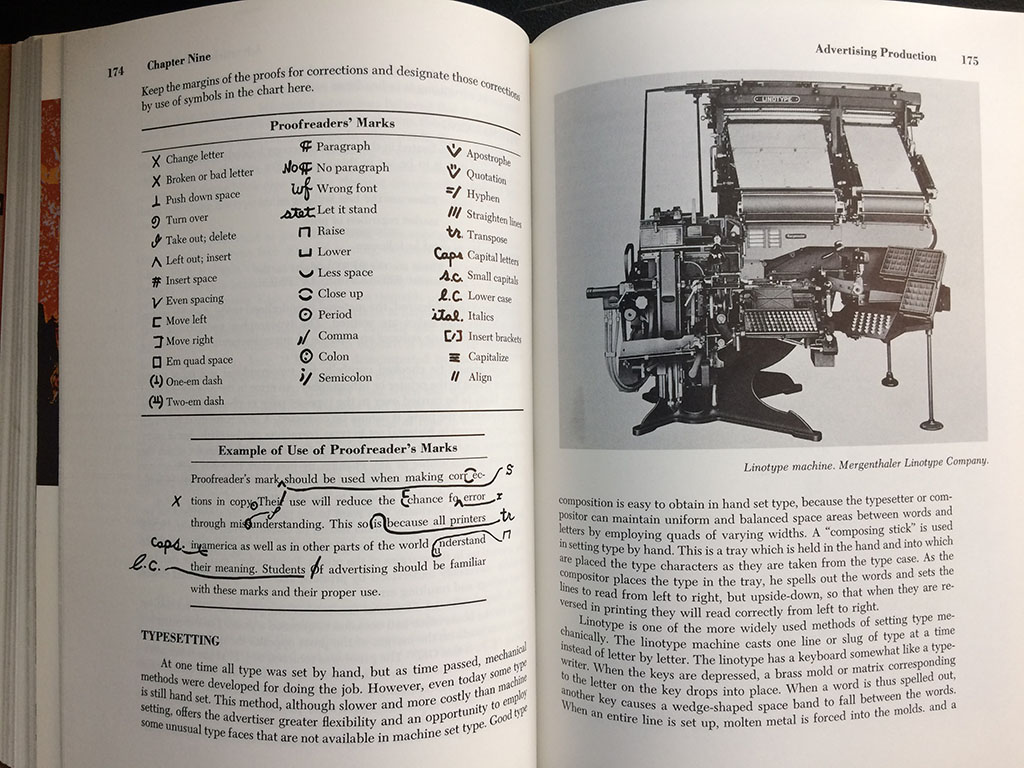 174 Chapter Nine
Keep the margins of the proofs for corrections and designate those corrections
by use of symbols in the chart here.
Proofreaders' Marks
X Change letter
X Broken or bad letter
⊥ Push down space
Turn over
Take out; delete
∧ Left out; insert
# Insert space
√ Even spacing
[ Move left
] Move right
□ Em quad space
One-em dash
Two-em dash
¶ Paragraph
No ¶ No paragraph
wf Wrong font
stet Let it stand
⊓ Raise
⊔ Lower
Less space
Close up
⊙ Period
Comma
Colon
;/ Semicolon
Apostrophe
Quotation
=/ Hyphen
/// Straighten lines
tr. Transpose
Caps Capital letters
s.c. Small capitals
l.c. Lower case
ital. Italics
[/] Insert brackets
≡ Capitalize
// Align
Example of Use of Proofreader's Marks
Proofreader's mark should be used when making correc- s
X tions in copy Their use will reduce the chance fo error r
through misunderstanding. This so is because all printers tr
Caps. in america as well as in other parts of the world understand
l.c. their meaning. Students of advertising should be familiar
with these marks and their proper use.
TYPESETTING
At one time all type was set by hand, but as time passed, mechanical
methods were developed for doing the job. However, even today some type
is still hand set. This method, although slower and more costly than machine
setting, offers the advertiser greater flexibility and an opportunity to employ
some unusual type faces that are not available in machine set type. Good type
Advertising Production 175
LINOTYPE
Linotype machine. Mergenthaler Linotype Company.
composition is easy to obtain in hand set type, because the typesetter or com-
positor can maintain uniform and balanced space areas between words and
letters by employing quads of varying widths. A "composing stick" is used
in setting type by hand. This is a tray which is held in the hand and into which
are placed the type characters as they are taken from the type case. As the
compositor places the type in the tray, he spells out the words and sets the
lines to read from left to right, but upside-down, so that when they are re-
versed in printing they will read correctly from left to right.
Linotype is one of the more widely used methods of setting type me-
chanically. The linotype machine casts one line or slug of type at a time
instead of letter by letter. The linotype has a keyboard somewhat like a type-
writer. When the keys are depressed, a brass mold or matrix corresponding
to the letter on the key drops into place. When a word is thus spelled out,
another key causes a wedge-shaped space band to fall between the words.
When an entire line is set up, molten metal is forced into the molds. and a